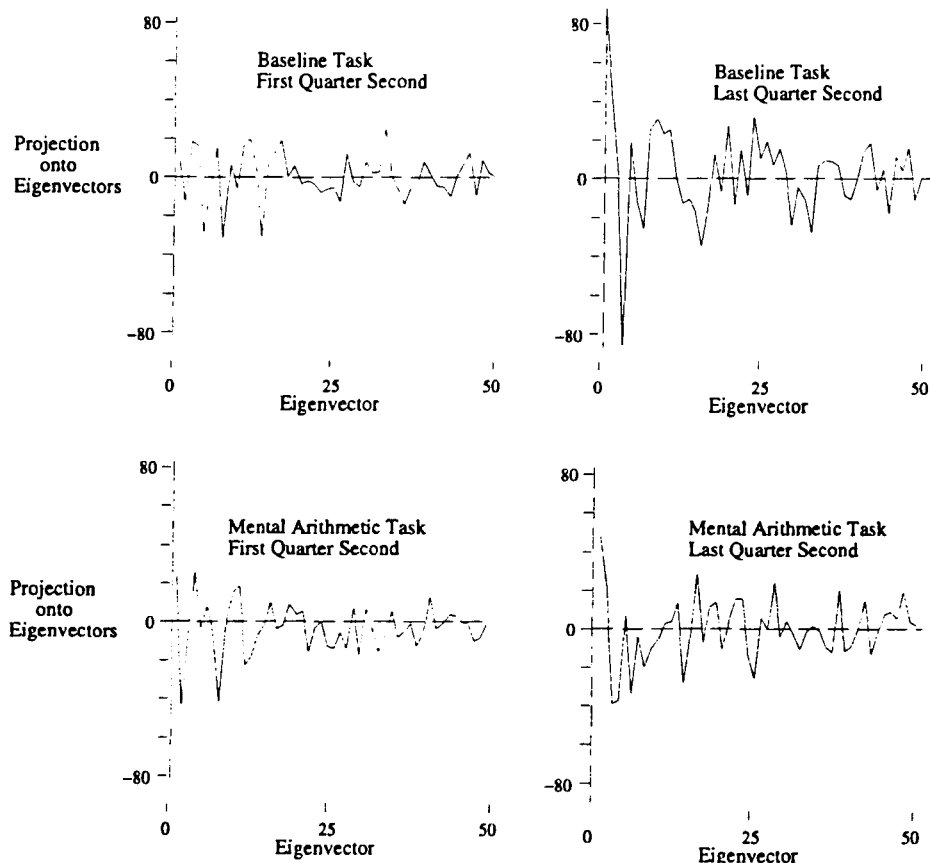 80
Baseline Task
First Quarter Second
Projection
onto
Eigenvectors
0
-80
0
25
50
Eigenvector
80
Baseline Task
Last Quarter Second
0
-80
0
25
50
Eigenvector
80
Mental Arithmetic Task
First Quarter Second
Projection
onto
Eigenvectors
0
-80
0
25
50
Eigenvector
80
Mental Arithmetic Task
Last Quarter Second
0
-80
0
25
50
Eigenvector